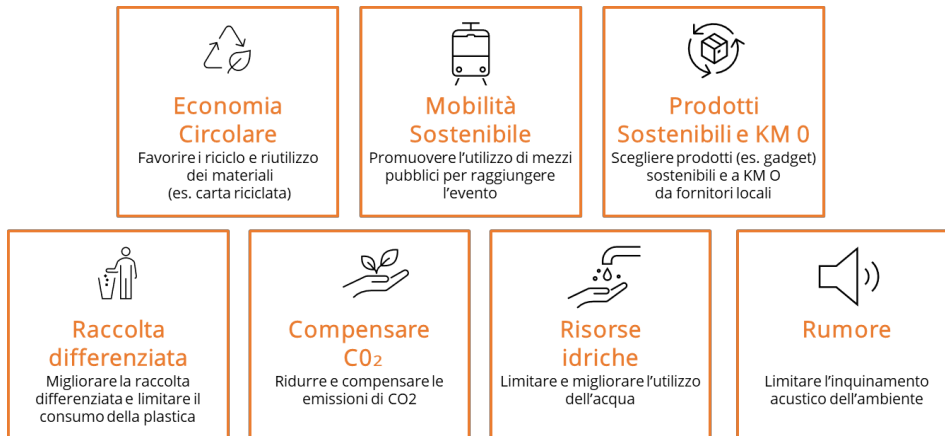 Economia
Circolare
Favorire i riciclo e riutilizzo
dei materiali
(es. carta riciclata)
Mobilità
Sostenibile
Promuovere l'utilizzo di mezzi
pubblici per raggiungere
l'evento
Prodotti
Sostenibili e KM 0
Scegliere prodotti (es. gadget)
sostenibili e a KM O
da fornitori locali
Raccolta
differenziata
Migliorare la raccolta
differenziata e limitare il
consumo della plastica
Compensare
C0₂
Ridurre e compensare le
emissioni di CO2
Risorse
idriche
Limitare e migliorare l'utilizzo
dell'acqua
Rumore
Limitare l'inquinamento
acustico dell'ambiente